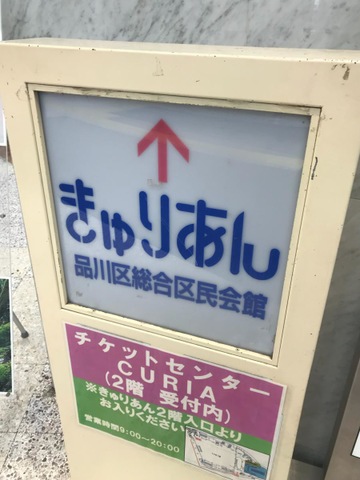 きゅりあん
品川区総合区民会館
チケットセンター
CURIA
(2階 受付内)
※きゅりあん2階入口より
お入りください
営業時間9:00〜20:00